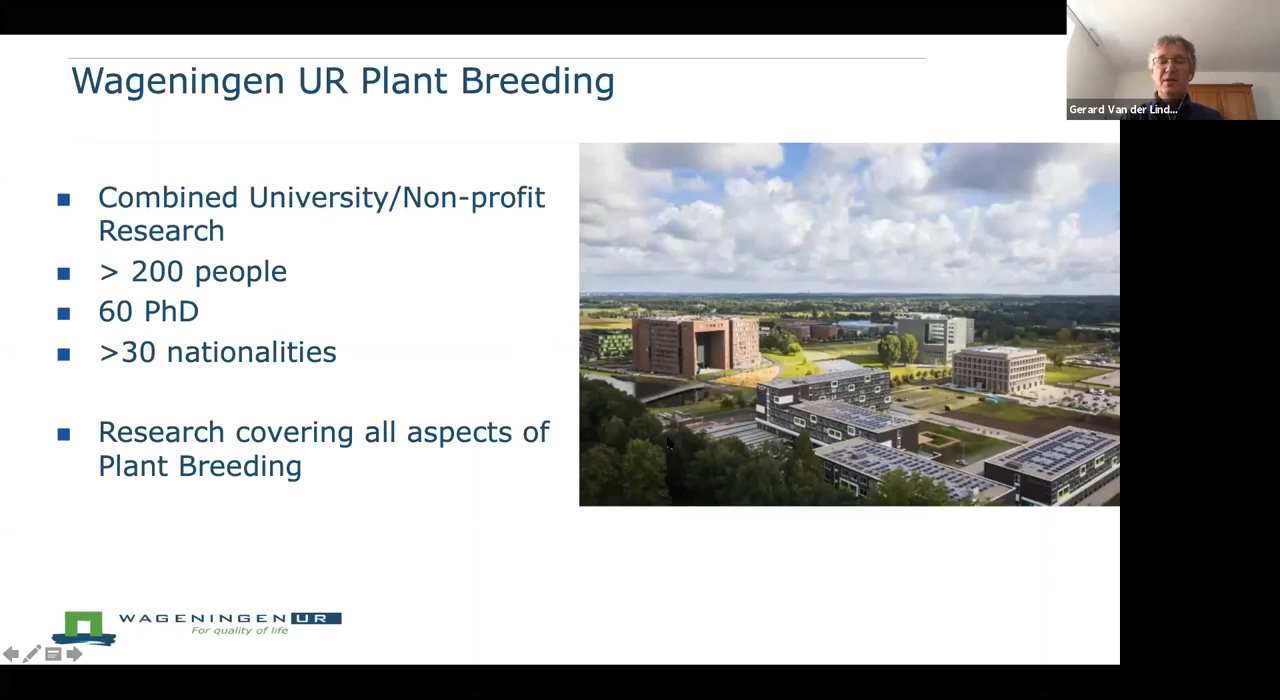 Wageningen UR Plant Breeding
Gerard Van der Lind...
Combined University/Non-profit
Research
> 200 people
60 PhD
>30 nationalities
Research covering all aspects of
Plant Breeding
WAGENINGEN UR
For quality of life